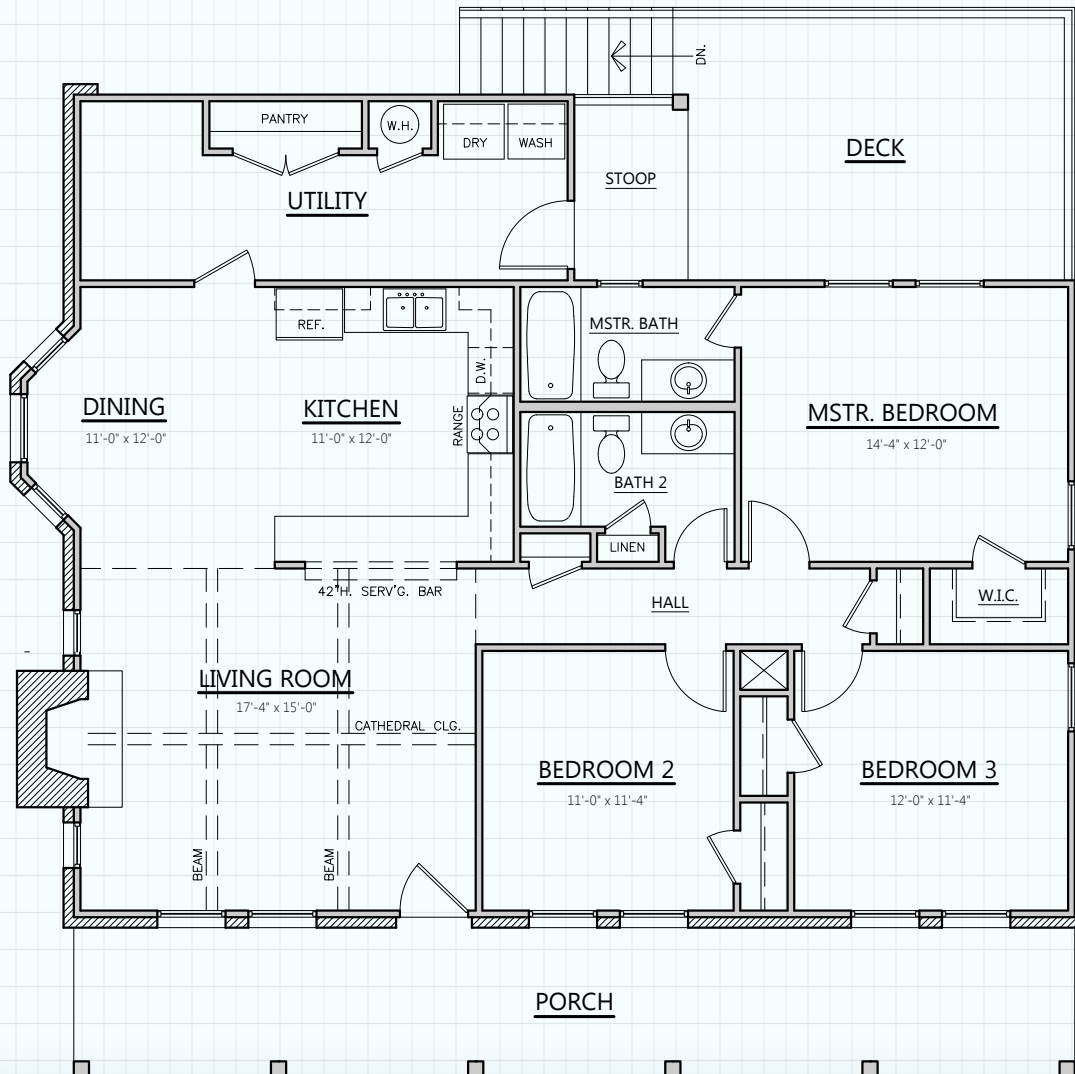 DN.
PANTRY
W.H.
DRY
WASH
DECK
STOOP
UTILITY
REF.
MSTR. BATH
D.W.
RANGE
DINING
11'-0" x 12'-0"
KITCHEN
11'-0" x 12'-0"
MSTR. BEDROOM
14'-4" x 12'-0"
BATH 2
LINEN
42"H. SERV'G. BAR
HALL
W.I.C.
LIVING ROOM
17'-4" x 15'-0"
CATHEDRAL CLG.
BEDROOM 2
11'-0" x 11'-4"
BEDROOM 3
12'-0" x 11'-4"
BEAM
BEAM
PORCH